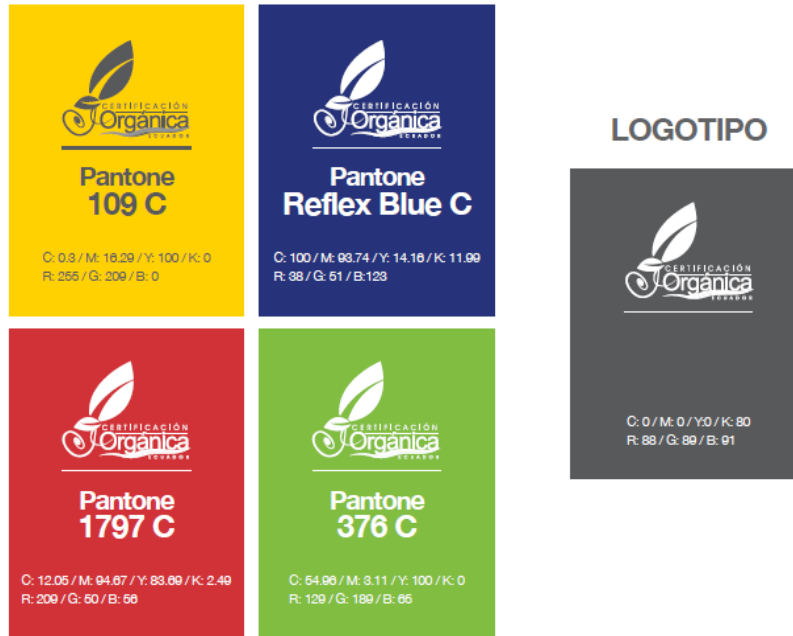 CERTIFICACIÓN
Orgánica
ECUADOR
Pantone
109 C
C: 0.3 / M: 16.29 / Y: 100 / K: 0
R: 255 / G: 209 / B: 0
CERTIFICACIÓN
Orgánica
ECUADOR
Pantone
Reflex Blue C
C: 100 / M: 93.74 / Y: 14.16 / K: 11.99
R: 38 / G: 51 / B:123
LOGOTIPO
CERTIFICACIÓN
Orgánica
ECUADOR
C: 0 / M: 0 / Y:0 / K: 80
R: 88 / G: 89 / B: 91
CERTIFICACIÓN
Orgánica
ECUADOR
Pantone
1797 C
C: 12.05 / M: 94.67 / Y: 83.69 / K: 2.49
R: 209 / G: 50 / B: 56
CERTIFICACIÓN
Orgánica
ECUADOR
Pantone
376 C
C: 54.96 / M: 3.11 / Y: 100 / K: 0
R: 129 / G: 189 / B: 65